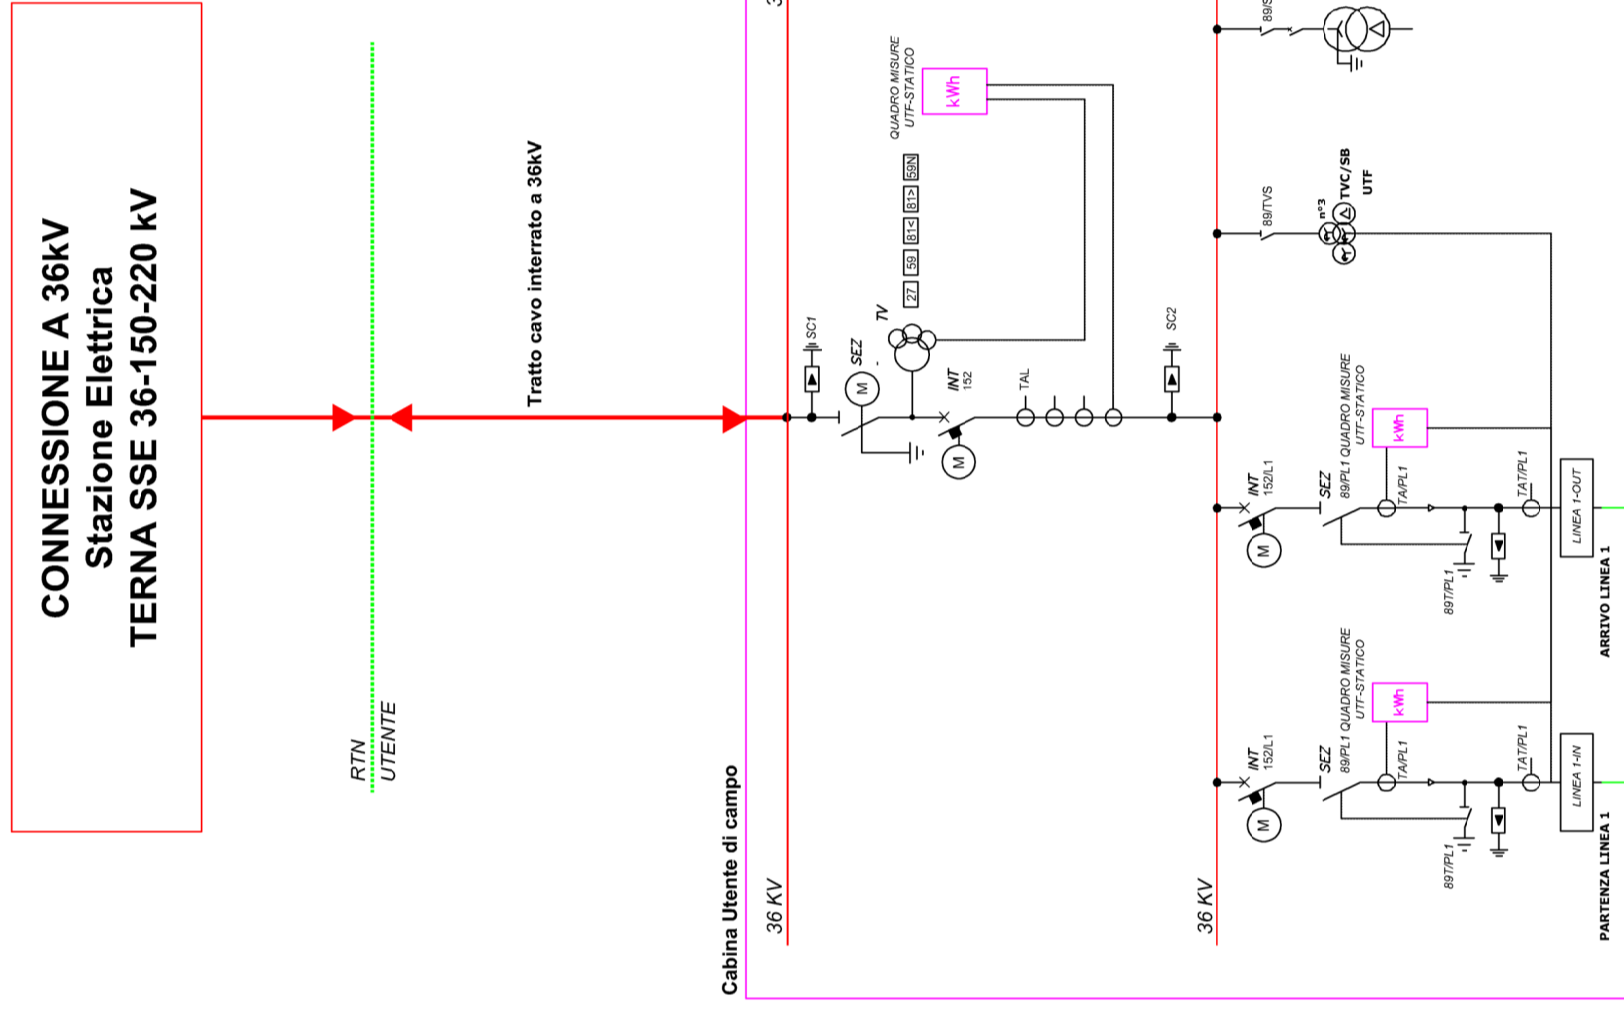 CONNESSIONE A 36kV
Stazione Elettrica
TERNA SSE 36-150-220 kV
RTN
UTENTE
Tratto cavo interrato a 36kV
Cabina Utente di campo
36 KV
SC1
SEZ
M
TV
27
59
81<
81>
59N
QUADRO MISURE
UTF-STATICO
kWh
INT
152
M
TAL
SC2
36 KV
89/TVS
n°3
TVC/SB
UTF
INT
152/L1
M
SEZ
89/PL1
QUADRO MISURE
UTF-STATICO
kWh
TA/PL1
89T/PL1
TAT/PL1
LINEA 1-OUT
ARRIVO LINEA 1
INT
152/L1
M
SEZ
89/PL1
QUADRO MISURE
UTF-STATICO
kWh
TA/PL1
89T/PL1
TAT/PL1
LINEA 1-IN
PARTENZA LINEA 1